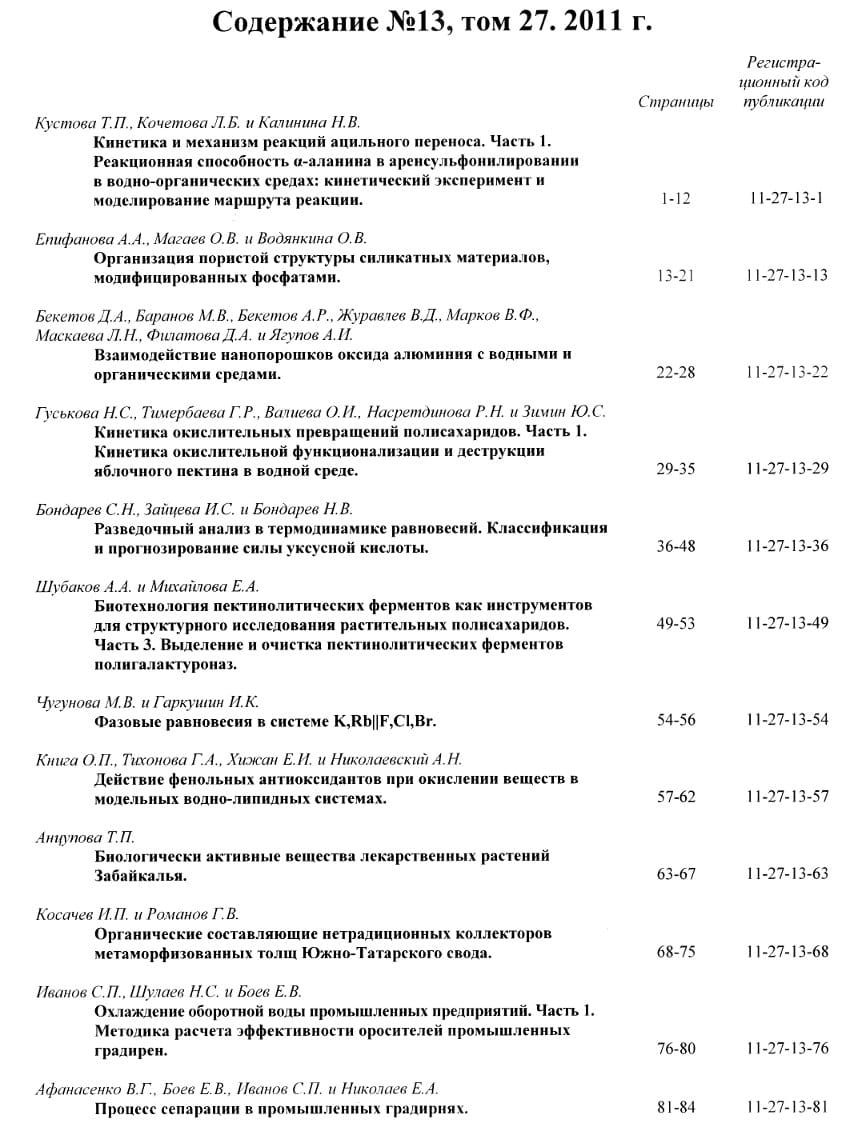 Содержание №13, том 27. 2011 г.
Страницы
Регистра-
ционный код
публикации
Кустова Т.П., Кочетова Л.Б. и Калинина Н.В.
Кинетика и механизм реакций ацильного переноса. Часть 1.
Реакционная способность α-аланина в аренсульфонилировании
в водно-органических средах: кинетический эксперимент и
моделирование маршрута реакции. 1-12 11-27-13-1
Епифанова А.А., Магаев О.В. и Водянкина О.В.
Организация пористой структуры силикатных материалов,
модифицированных фосфатами. 13-21 11-27-13-13
Бекетов Д.А., Баранов М.В., Бекетов А.Р., Журавлев В.Д., Марков В.Ф.,
Маскаева Л.Н., Филатова Д.А. и Ягупов А.И.
Взаимодействие нанопорошков оксида алюминия с водными и
органическими средами. 22-28 11-27-13-22
Гуськова Н.С., Тимербаева Г.Р., Валиева О.И., Насретдинова Р.Н. и Зимин Ю.С.
Кинетика окислительных превращений полисахаридов. Часть 1.
Кинетика окислительной функционализации и деструкции
яблочного пектина в водной среде. 29-35 11-27-13-29
Бондарев С.Н., Зайцева И.С. и Бондарев Н.В.
Разведочный анализ в термодинамике равновесий. Классификация
и прогнозирование силы уксусной кислоты. 36-48 11-27-13-36
Шубаков А.А. и Михайлова Е.А.
Биотехнология пектинолитических ферментов как инструментов
для структурного исследования растительных полисахаридов. 49-53 11-27-13-49
Часть 3. Выделение и очистка пектинолитических ферментов
полигалактуроназ.
Чугунова М.В. и Гаркушин И.К.
Фазовые равновесия в системе K,Rb||F,Cl,Br. 54-56 11-27-13-54
Книга О.П., Тихонова Г.А., Хижан Е.И. и Николаевский А.Н.
Действие фенольных антиоксидантов при окислении веществ в
модельных водно-липидных системах. 57-62 11-27-13-57
Анцупова Т.П.
Биологически активные вещества лекарственных растений
Забайкалья. 63-67 11-27-13-63
Косачев И.П. и Романов Г.В.
Органические составляющие нетрадиционных коллекторов
метаморфизованных толщ Южно-Татарского свода. 68-75 11-27-13-68
Иванов С.П., Шулаев Н.С. и Боев Е.В.
Охлаждение оборотной воды промышленных предприятий. Часть 1.
Методика расчета эффективности оросителей промышленных
градирен. 76-80 11-27-13-76
Афанасенко В.Г., Боев Е.В., Иванов С.П. и Николаев Е.А.
Процесс сепарации в промышленных градирнях. 81-84 11-27-13-81